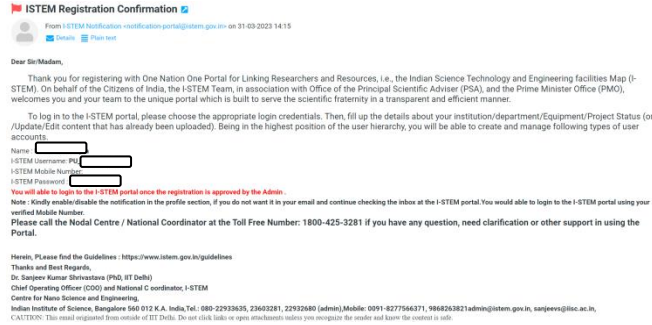 ISTEM Registration Confirmation
From I-STEM Notification <notification-portal@istem.gov.in> on 31-03-2023 14:15
Details Plain text
Dear Sir/Madam,
Thank you for registering with One Nation One Portal for Linking Researchers and Resources, i.e., the Indian Science Technology and Engineering facilities Map (I-
STEM). On behalf of the Citizens of India, the I-STEM Team, in association with Office of the Principal Scientific Adviser (PSA), and the Prime Minister Office (PMO),
welcomes you and your team to the unique portal which is built to serve the scientific fraternity in a transparent and efficient manner.
To log in to the I-STEM portal, please choose the appropriate login credentials. Then, fill up the details about your institution/department/Equipment/Project Status (or
/Update/Edit content that has already been uploaded). Being in the highest position of the user hierarchy, you will be able to create and manage following types of user
accounts.
Name :
I-STEM Username: PU
I-STEM Mobile Number:
I-STEM Password :
You will able to login to the I-STEM portal once the registration is approved by the Admin .
Note : Kindly enable/disable the notification in the profile section, if you do not want it in your email and continue checking the inbox at the I-STEM portal.You would able to login to the I-STEM portal using your
verified Mobile Number.
Please call the Nodal Centre / National Coordinator at the Toll Free Number: 1800-425-3281 if you have any question, need clarification or other support in using the
Portal.
Herein, PLease find the Guidelines : https://www.istem.gov.in/guidelines
Thanks and Best Regards,
Dr. Sanjeev Kumar Shrivastava (PhD, IIT Delhi)
Chief Operating Officer (COO) and National C oordinator, I-STEM
Centre for Nano Science and Engineering,
Indian Institute of Science, Bangalore 560 012 K.A. India,Tel.: 080-22933635, 23603281, 22932680 (admin),Mobile: 0091-8277566371, 9868263821admin@istem.gov.in, sanjeevs@iisc.ac.in,
CAUTION: This email originated from outside of IIT Delhi. Do not click links or open attachments unless you recognize the sender and know the content is safe.